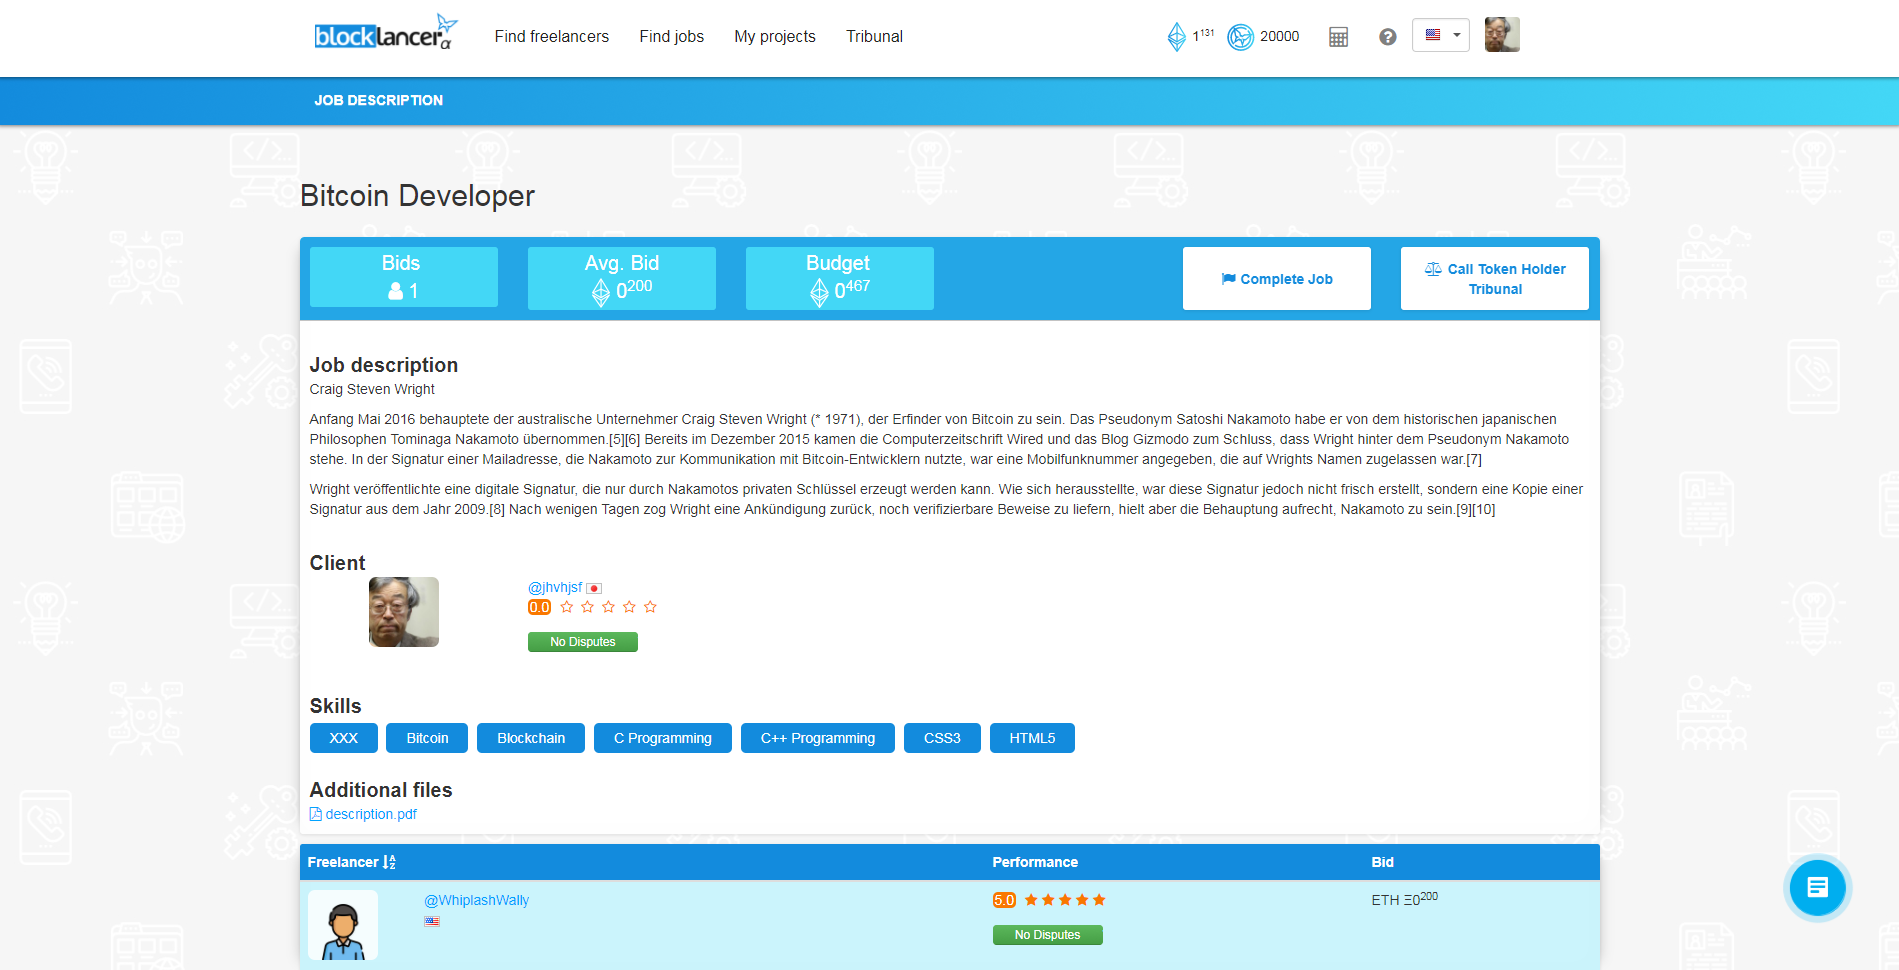 blocklancer α Find freelancers Find jobs My projects Tribunal 1¹³¹ 20000
JOB DESCRIPTION
Bitcoin Developer
Bids
1
Avg. Bid
0²⁰⁰
Budget
0⁴⁶⁷
Complete Job
Call Token Holder
Tribunal
Job description
Craig Steven Wright
Anfang Mai 2016 behauptete der australische Unternehmer Craig Steven Wright (* 1971), der Erfinder von Bitcoin zu sein. Das Pseudonym Satoshi Nakamoto habe er von dem historischen japanischen
Philosophen Tominaga Nakamoto übernommen.[5][6] Bereits im Dezember 2015 kamen die Computerzeitschrift Wired und das Blog Gizmodo zum Schluss, dass Wright hinter dem Pseudonym Nakamoto
stehe. In der Signatur einer Mailadresse, die Nakamoto zur Kommunikation mit Bitcoin-Entwicklern nutzte, war eine Mobilfunknummer angegeben, die auf Wrights Namen zugelassen war.[7]
Wright veröffentlichte eine digitale Signatur, die nur durch Nakamotos privaten Schlüssel erzeugt werden kann. Wie sich herausstellte, war diese Signatur jedoch nicht frisch erstellt, sondern eine Kopie einer
Signatur aus dem Jahr 2009.[8] Nach wenigen Tagen zog Wright eine Ankündigung zurück, noch verifizierbare Beweise zu liefern, hielt aber die Behauptung aufrecht, Nakamoto zu sein.[9][10]
Client
@jhvhjsf
0.0
No Disputes
Skills
XXX Bitcoin Blockchain C Programming C++ Programming CSS3 HTML5
Additional files
description.pdf
Freelancer Performance Bid
@WhiplashWally 5.0 ETH Ξ0²⁰⁰
No Disputes